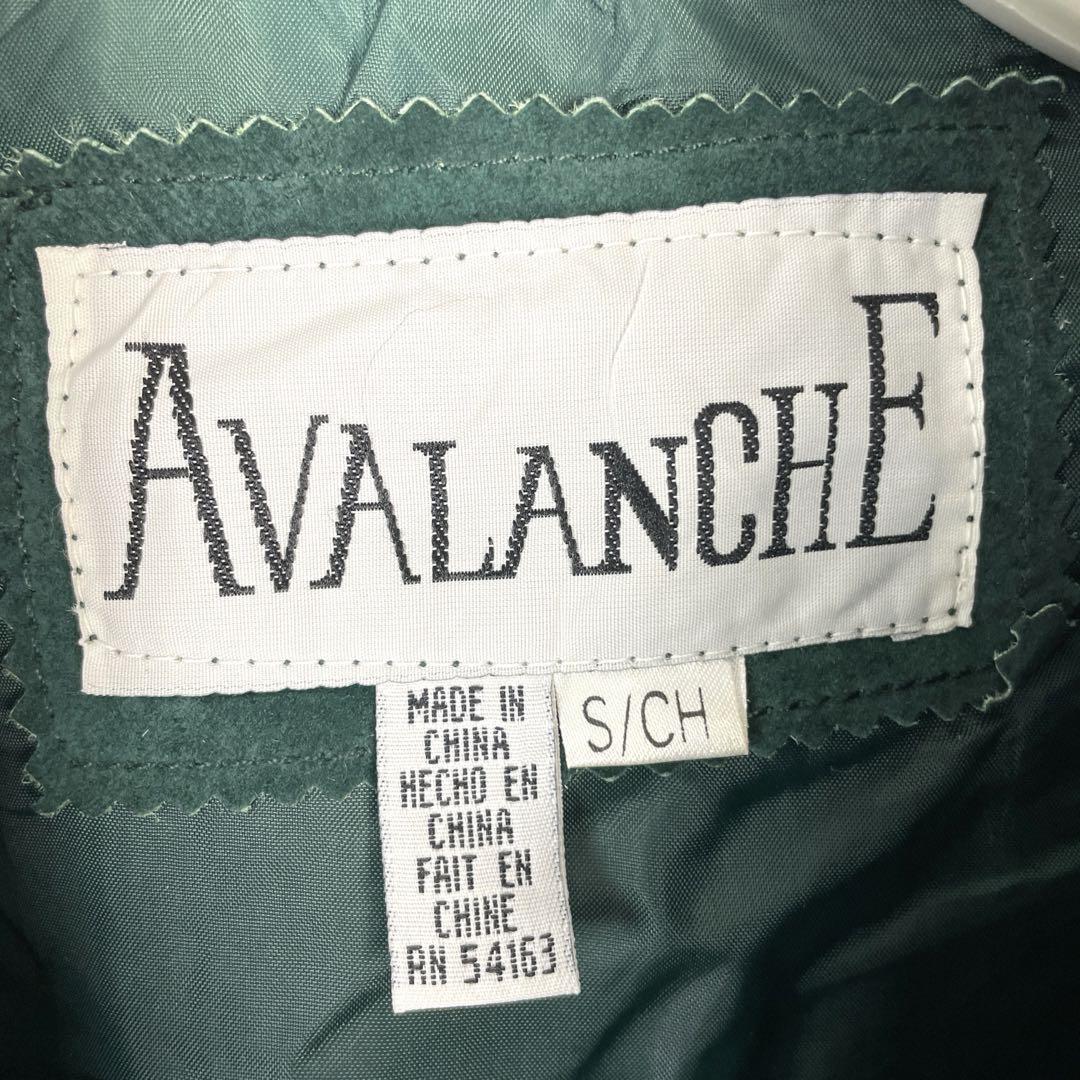 AVALANCHE
S/CH
MADE IN
CHINA
HECHO EN
CHINA
FAIT EN
CHINE
RN 54163